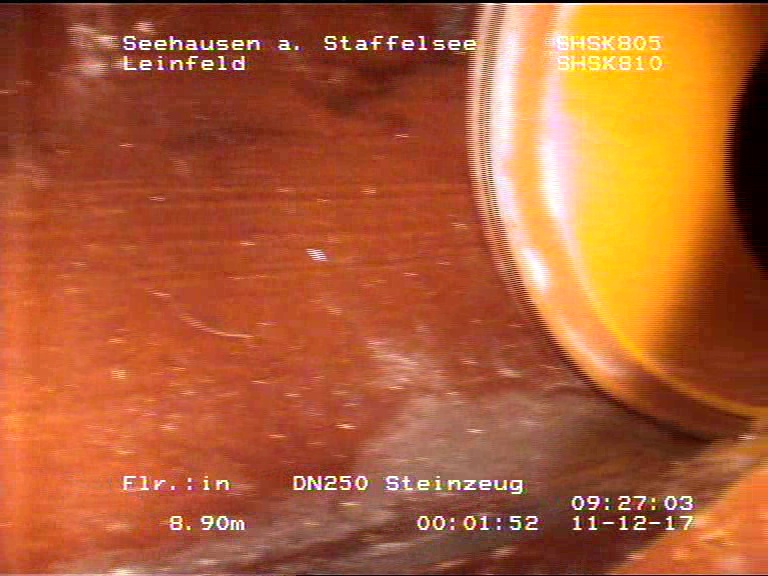 Seehausen a. Staffelsee SHSK805
Leinfeld SHSK810
Flr.:in DN250 Steinzeug
09:27:03
8.90m 00:01:52 11-12-17